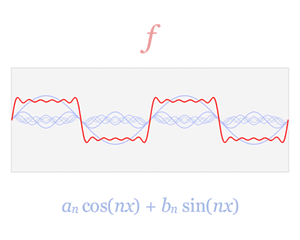 f
aₙ cos(nx) + bₙ sin(nx)